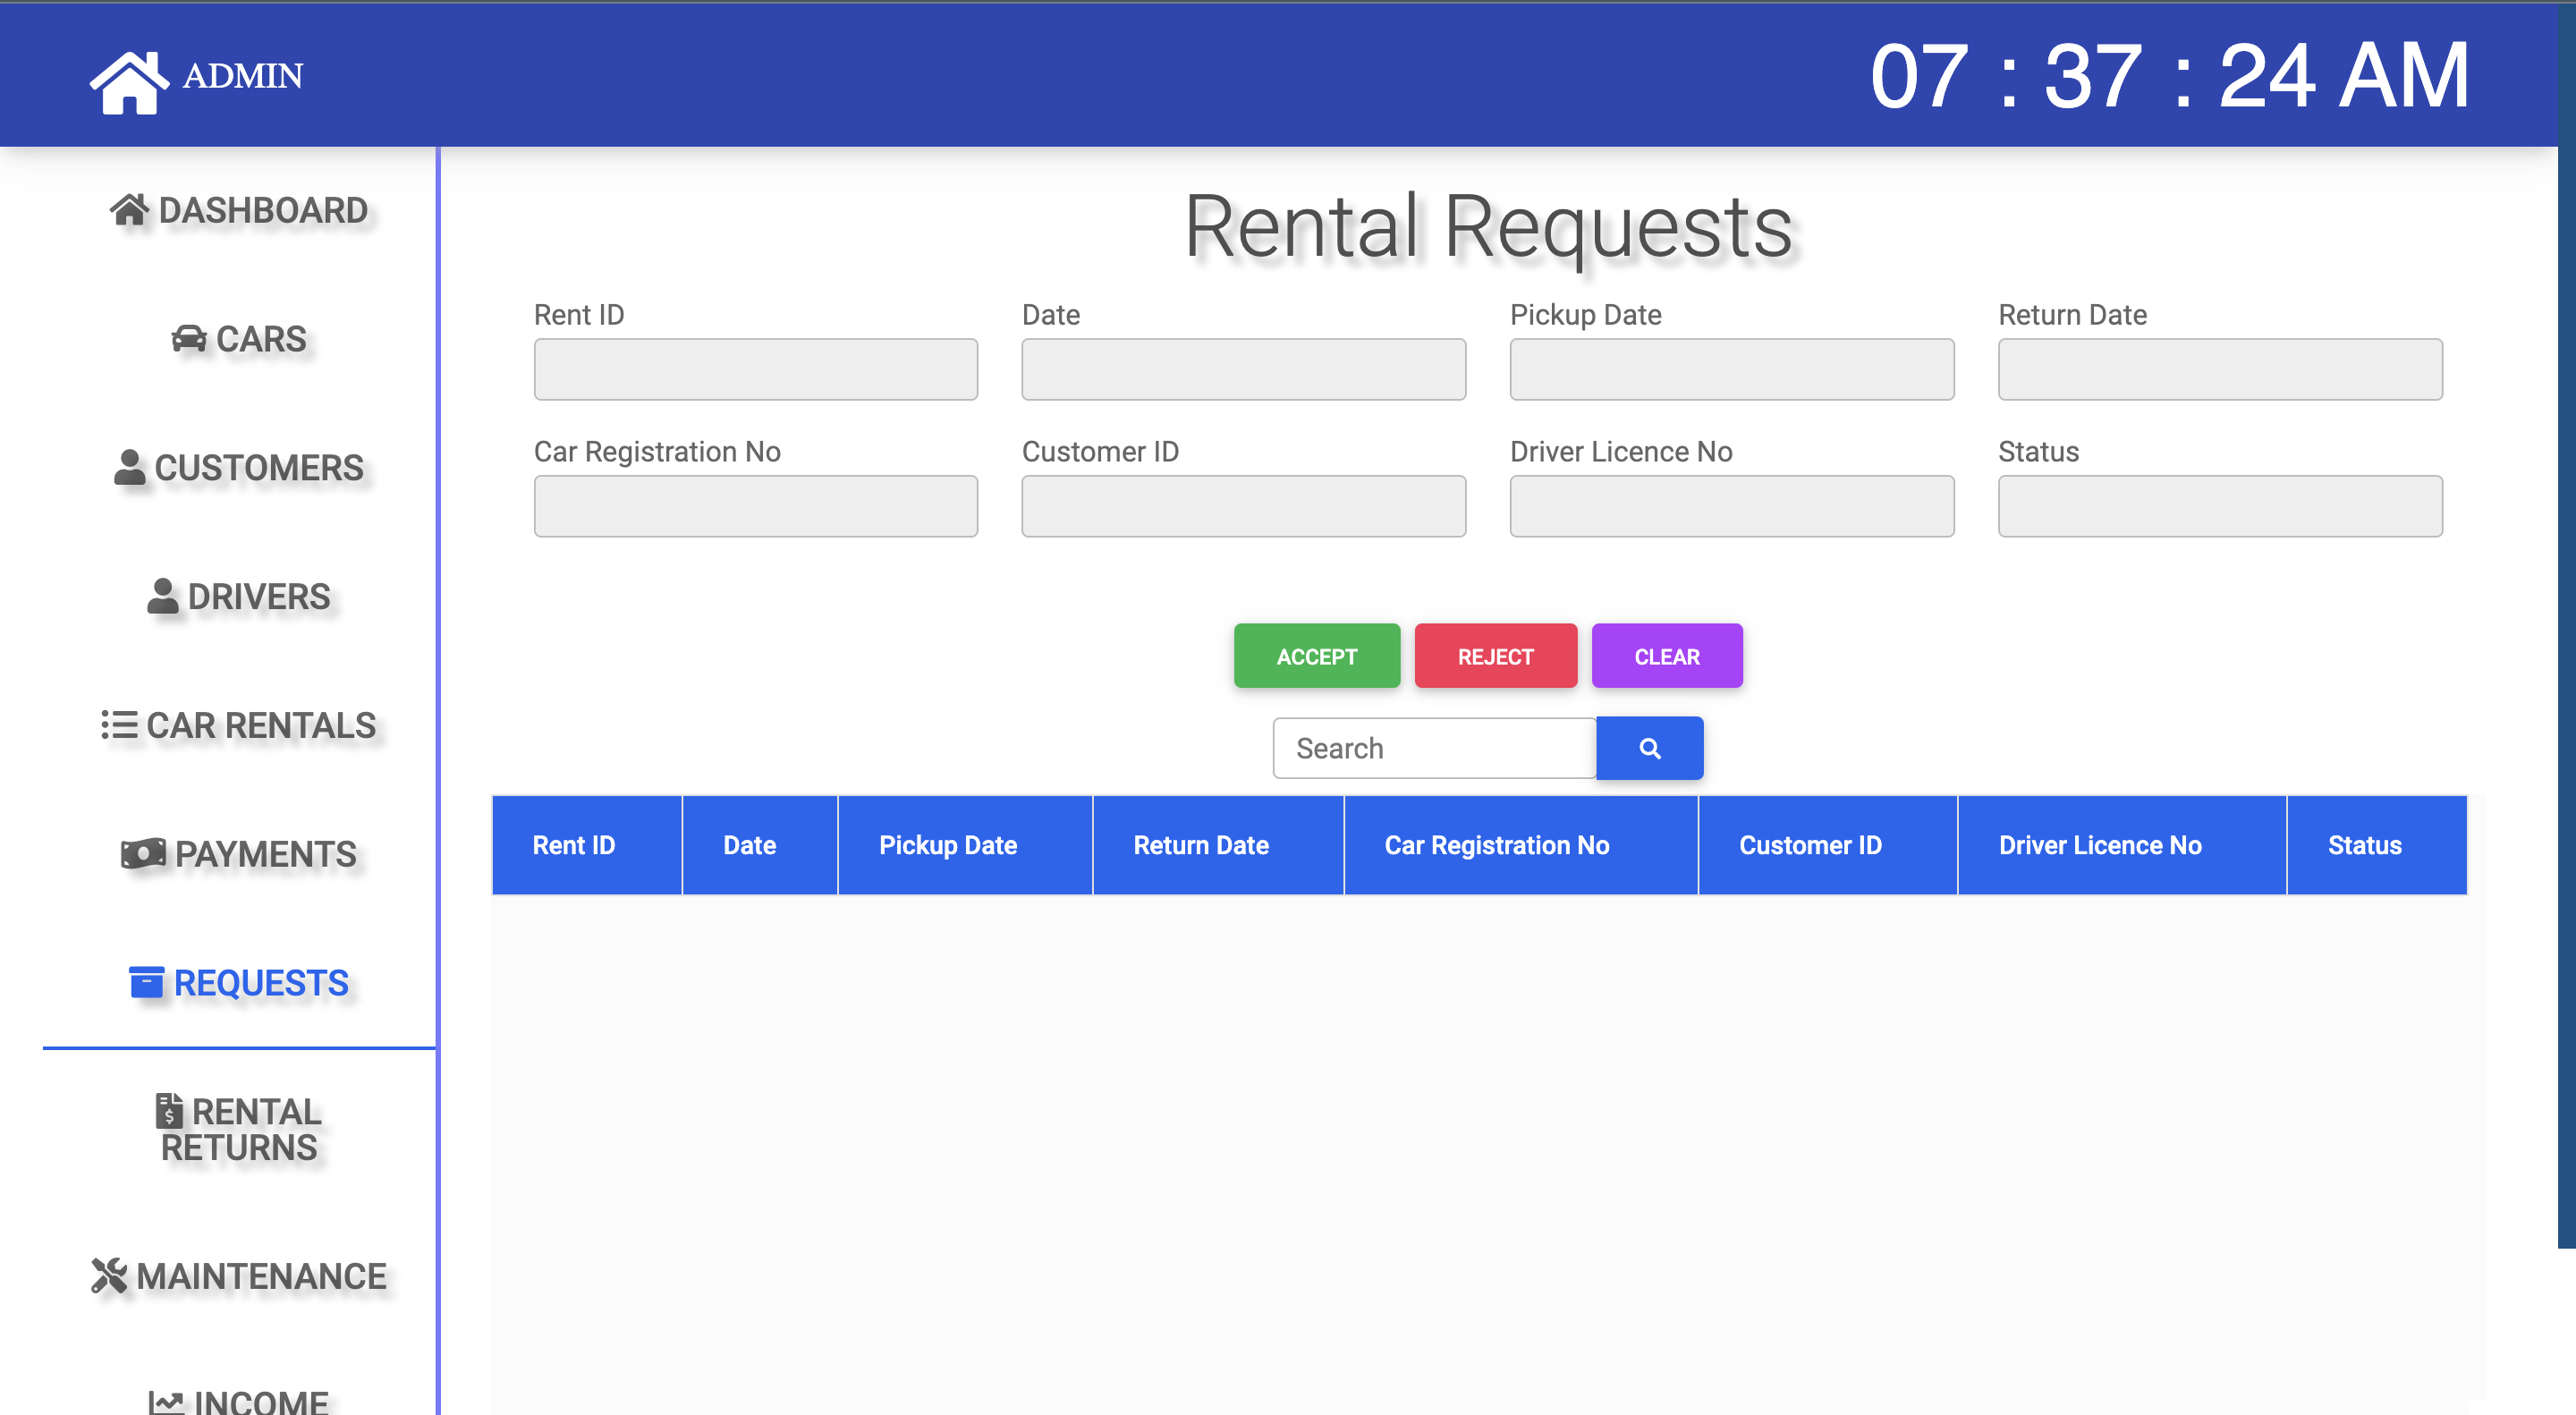 ADMIN
07 : 37 : 24 AM
DASHBOARD
CARS
CUSTOMERS
DRIVERS
CAR RENTALS
PAYMENTS
REQUESTS
RENTAL
RETURNS
MAINTENANCE
INCOME
Rental Requests
Rent ID Date Pickup Date Return Date
Car Registration No Customer ID Driver Licence No Status
ACCEPT REJECT CLEAR
Search
Rent ID Date Pickup Date Return Date Car Registration No Customer ID Driver Licence No Status